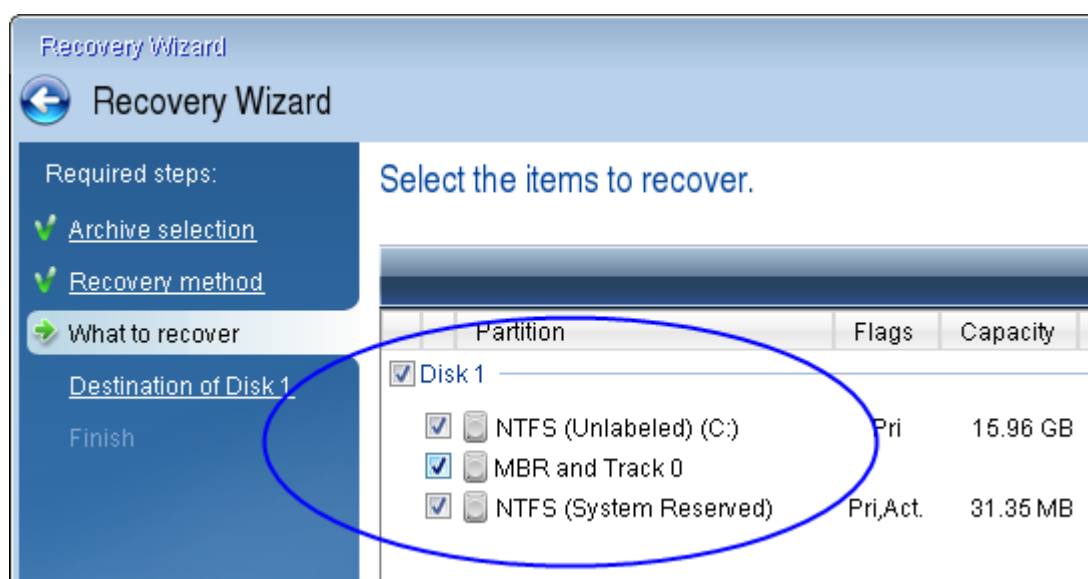 Recovery Wizard
Recovery Wizard
Required steps:
Archive selection
Recovery method
What to recover
Destination of Disk 1
Finish
Select the items to recover.
Partition Flags Capacity
Disk 1
NTFS (Unlabeled) (C:) Pri 15.96 GB
MBR and Track 0
NTFS (System Reserved) Pri,Act. 31.35 MB